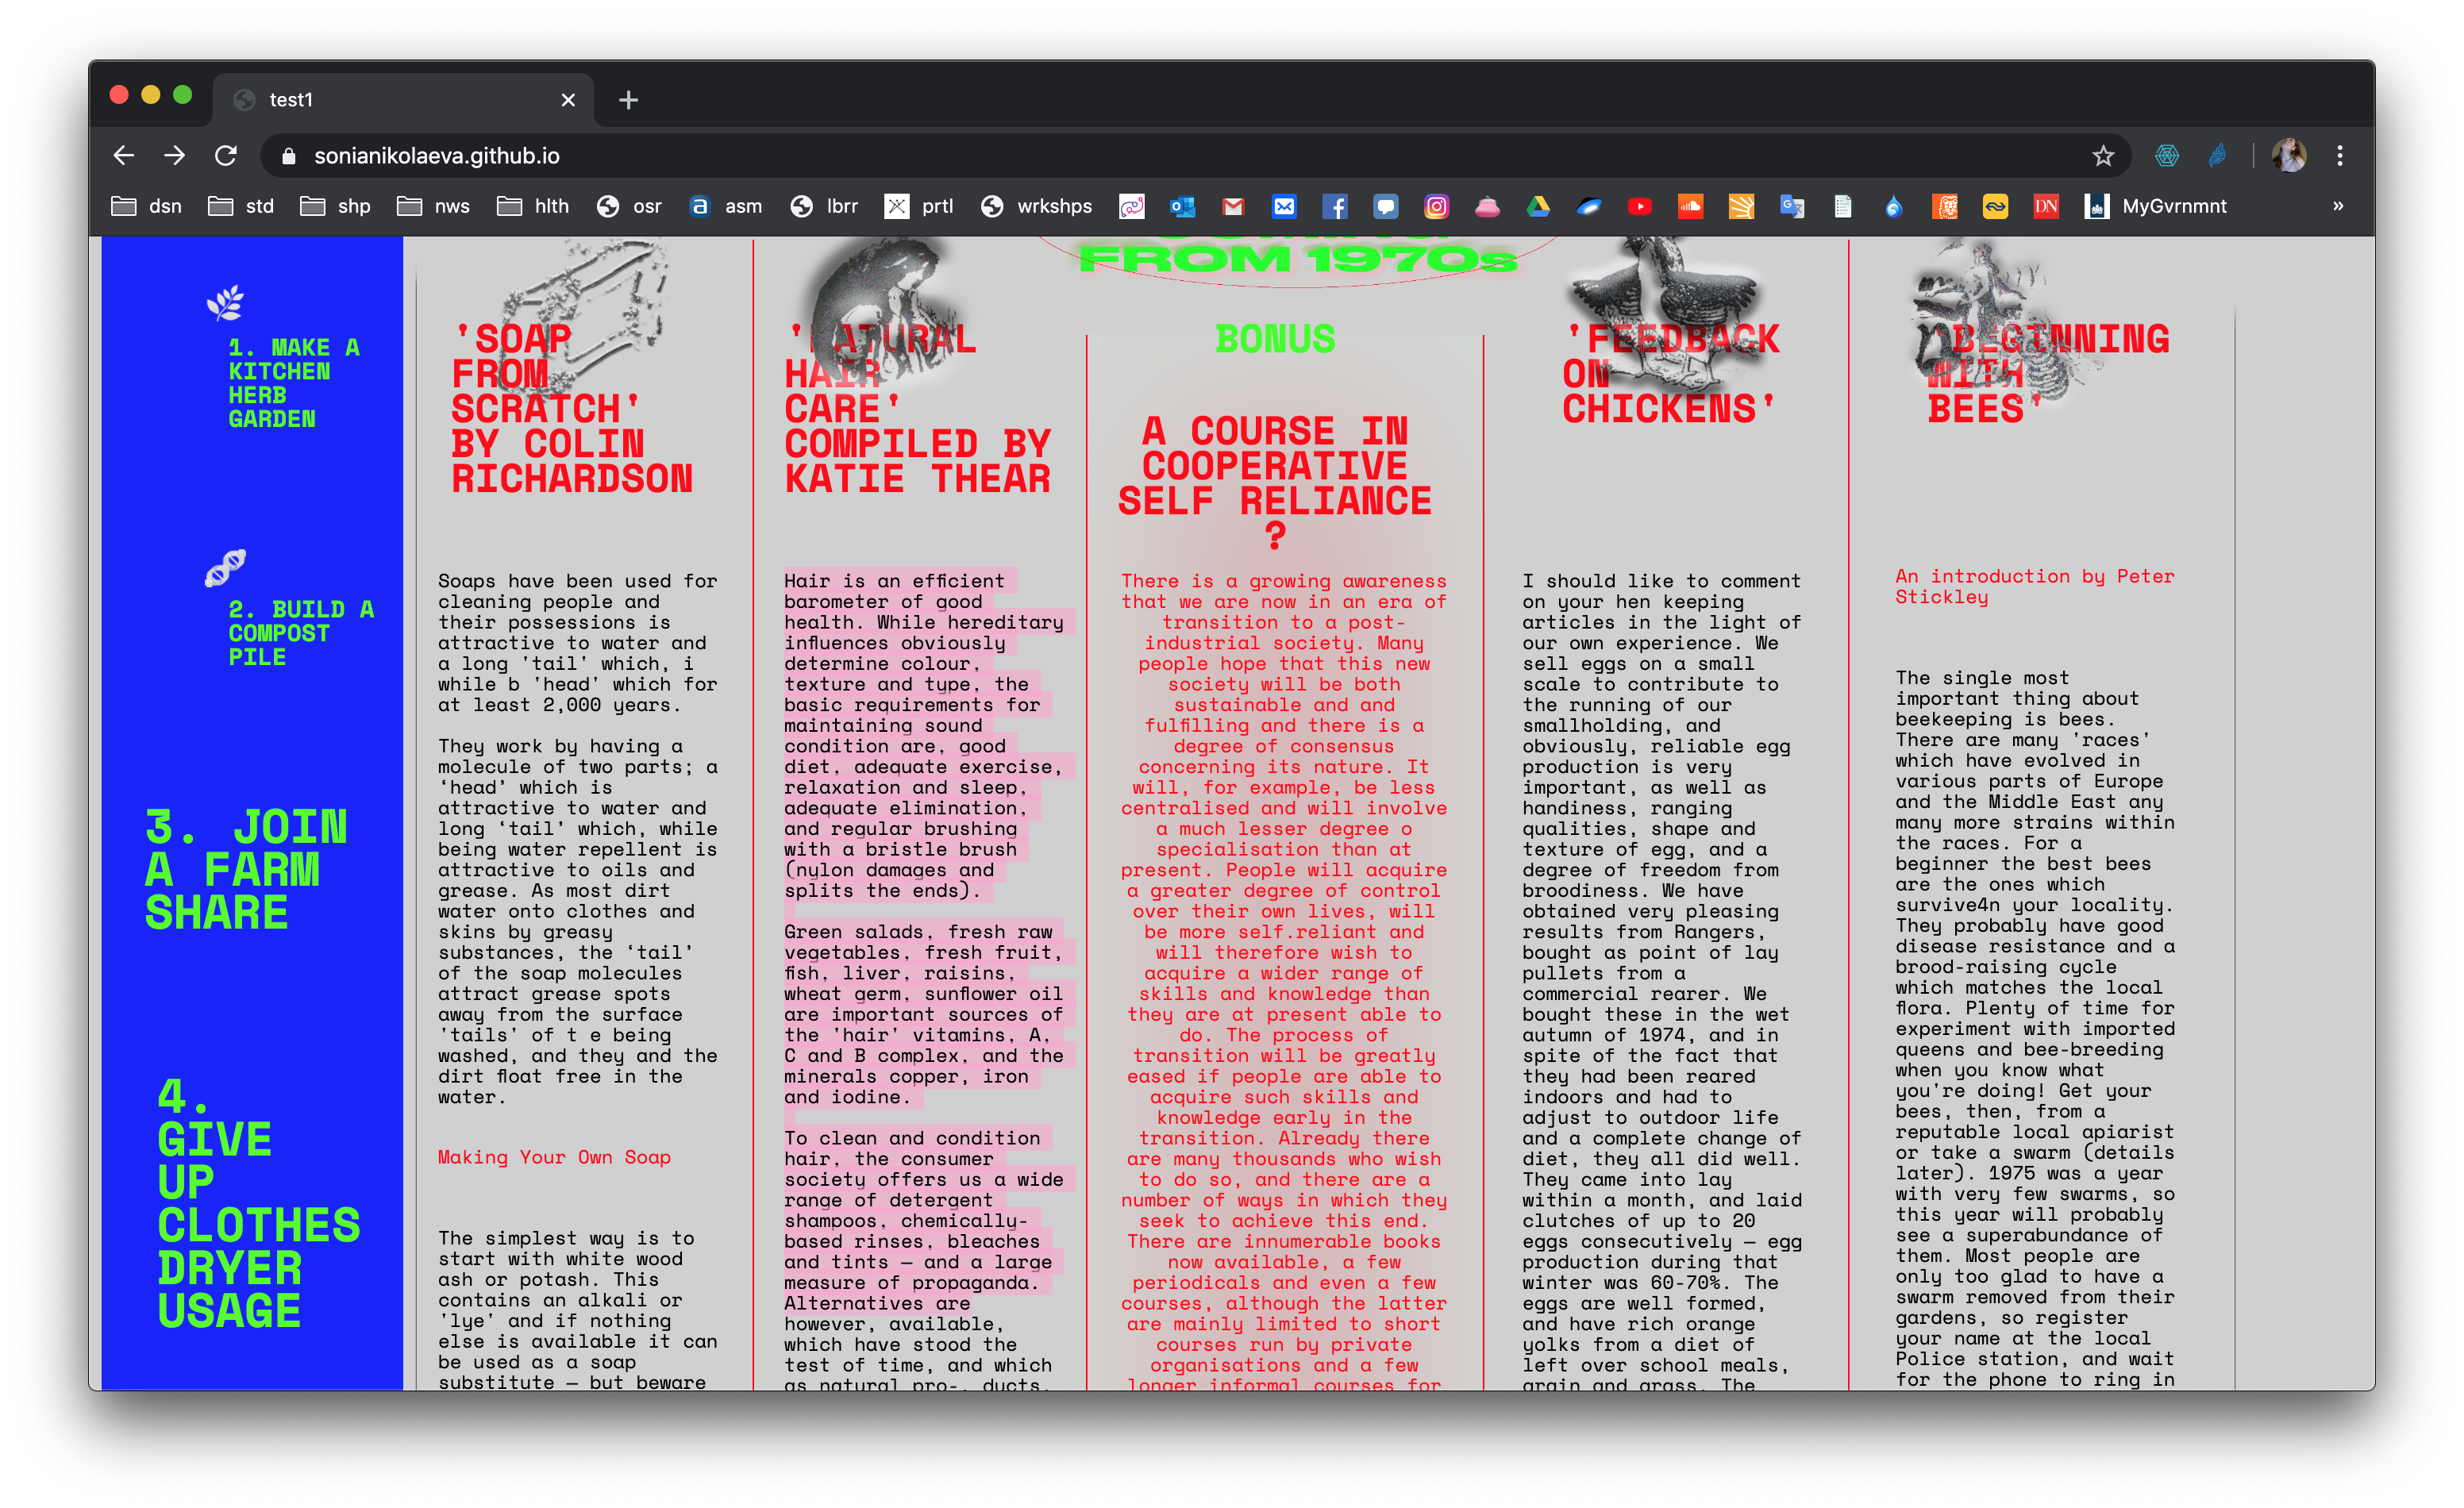 test1
sonianikolaeva.github.io
dsn
std
shp
nws
hlth
osr
asm
lbrr
prtl
wrkshps
DN
MyGvrnmnt
»
FROM 1970s
1. MAKE A
KITCHEN
HERB
GARDEN
2. BUILD A
COMPOST
PILE
3. JOIN
A FARM
SHARE
4.
GIVE
UP
CLOTHES
DRYER
USAGE
'SOAP
FROM
SCRATCH'
BY COLIN
RICHARDSON
Soaps have been used for
cleaning people and
their possessions is
attractive to water and
a long 'tail' which, i
while b 'head' which for
at least 2,000 years.
They work by having a
molecule of two parts; a
‘head’ which is
attractive to water and
long ‘tail’ which, while
being water repellent is
attractive to oils and
grease. As most dirt
water onto clothes and
skins by greasy
substances, the ‘tail’
of the soap molecules
attract grease spots
away from the surface
'tails' of t e being
washed, and they and the
dirt float free in the
water.
Making Your Own Soap
The simplest way is to
start with white wood
ash or potash. This
contains an alkali or
'lye' and if nothing
else is available it can
be used as a soap
substitute – but beware
'NATURAL
HAIR
CARE'
COMPILED BY
KATIE THEAR
Hair is an efficient
barometer of good
health. While hereditary
influences obviously
determine colour,
texture and type, the
basic requirements for
maintaining sound
condition are, good
diet, adequate exercise,
relaxation and sleep,
adequate elimination,
and regular brushing
with a bristle brush
(nylon damages and
splits the ends).
Green salads, fresh raw
vegetables, fresh fruit,
fish, liver, raisins,
wheat germ, sunflower oil
are important sources of
the 'hair' vitamins, A,
C and B complex, and the
minerals copper, iron
and iodine.
To clean and condition
hair, the consumer
society offers us a wide
range of detergent
shampoos, chemically-
based rinses, bleaches
and tints – and a large
measure of propaganda.
Alternatives are
however, available,
which have stood the
test of time, and which
as natural pro-, ducts,
BONUS
A COURSE IN
COOPERATIVE
SELF RELIANCE
?
There is a growing awareness
that we are now in an era of
transition to a post-
industrial society. Many
people hope that this new
society will be both
sustainable and and
fulfilling and there is a
degree of consensus
concerning its nature. It
will, for example, be less
centralised and will involve
a much lesser degree o
specialisation than at
present. People will acquire
a greater degree of control
over their own lives, will
be more self.reliant and
will therefore wish to
acquire a wider range of
skills and knowledge than
they are at present able to
do. The process of
transition will be greatly
eased if people are able to
acquire such skills and
knowledge early in the
transition. Already there
are many thousands who wish
to do so, and there are a
number of ways in which they
seek to achieve this end.
There are innumerable books
now available, a few
periodicals and even a few
courses, although the latter
are mainly limited to short
courses run by private
organisations and a few
longer informal courses for
'FEEDBACK
ON
CHICKENS'
I should like to comment
on your hen keeping
articles in the light of
our own experience. We
sell eggs on a small
scale to contribute to
the running of our
smallholding, and
obviously, reliable egg
production is very
important, as well as
handiness, ranging
qualities, shape and
texture of egg, and a
degree of freedom from
broodiness. We have
obtained very pleasing
results from Rangers,
bought as point of lay
pullets from a
commercial rearer. We
bought these in the wet
autumn of 1974, and in
spite of the fact that
they had been reared
indoors and had to
adjust to outdoor life
and a complete change of
diet, they all did well.
They came into lay
within a month, and laid
clutches of up to 20
eggs consecutively – egg
production during that
winter was 60-70%. The
eggs are well formed,
and have rich orange
yolks from a diet of
left over school meals,
grain and grass. The
'BEGINNING
WITH
BEES'
An introduction by Peter
Stickley
The single most
important thing about
beekeeping is bees.
There are many 'races'
which have evolved in
various parts of Europe
and the Middle East any
many more strains within
the races. For a
beginner the best bees
are the ones which
survive4n your locality.
They probably have good
disease resistance and a
brood-raising cycle
which matches the local
flora. Plenty of time for
experiment with imported
queens and bee-breeding
when you know what
you're doing! Get your
bees, then, from a
reputable local apiarist
or take a swarm (details
later). 1975 was a year
with very few swarms, so
this year will probably
see a superabundance of
them. Most people are
only too glad to have a
swarm removed from their
gardens, so register
your name at the local
Police station, and wait
for the phone to ring in